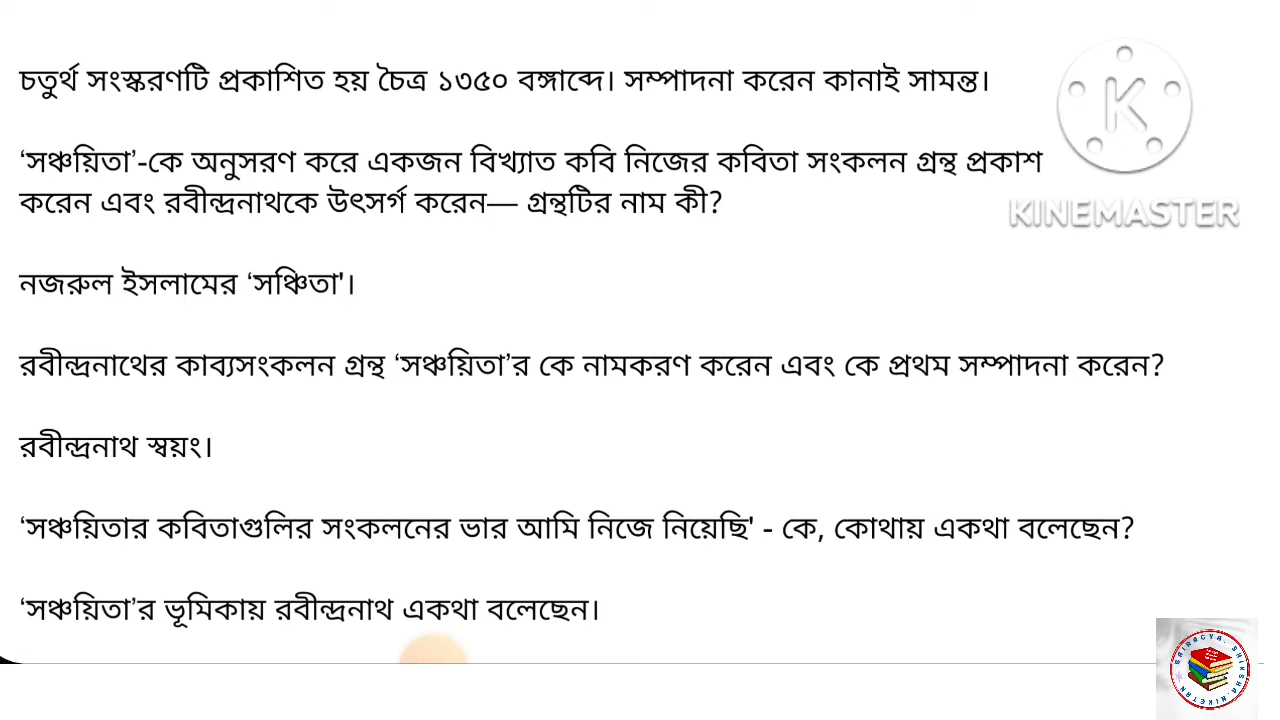 চতুর্থ সংস্করণটি প্রকাশিত হয় চৈত্র ১৩৫০ বঙ্গাব্দে। সম্পাদনা করেন কানাই সামন্ত।
‘সঞ্চয়িতা’-কে অনুসরণ করে একজন বিখ্যাত কবি নিজের কবিতা সংকলন গ্রন্থ প্রকাশ
করেন এবং রবীন্দ্রনাথকে উৎসর্গ করেন— গ্রন্থটির নাম কী?
নজরুল ইসলামের ‘সঞ্চিতা'।
রবীন্দ্রনাথের কাব্যসংকলন গ্রন্থ ‘সঞ্চয়িতা’র কে নামকরণ করেন এবং কে প্রথম সম্পাদনা করেন?
রবীন্দ্রনাথ স্বয়ং।
‘সঞ্চয়িতার কবিতাগুলির সংকলনের ভার আমি নিজে নিয়েছি' - কে, কোথায় একথা বলেছেন?
‘সঞ্চয়িতা’র ভূমিকায় রবীন্দ্রনাথ একথা বলেছেন।
K
KINEMASTER